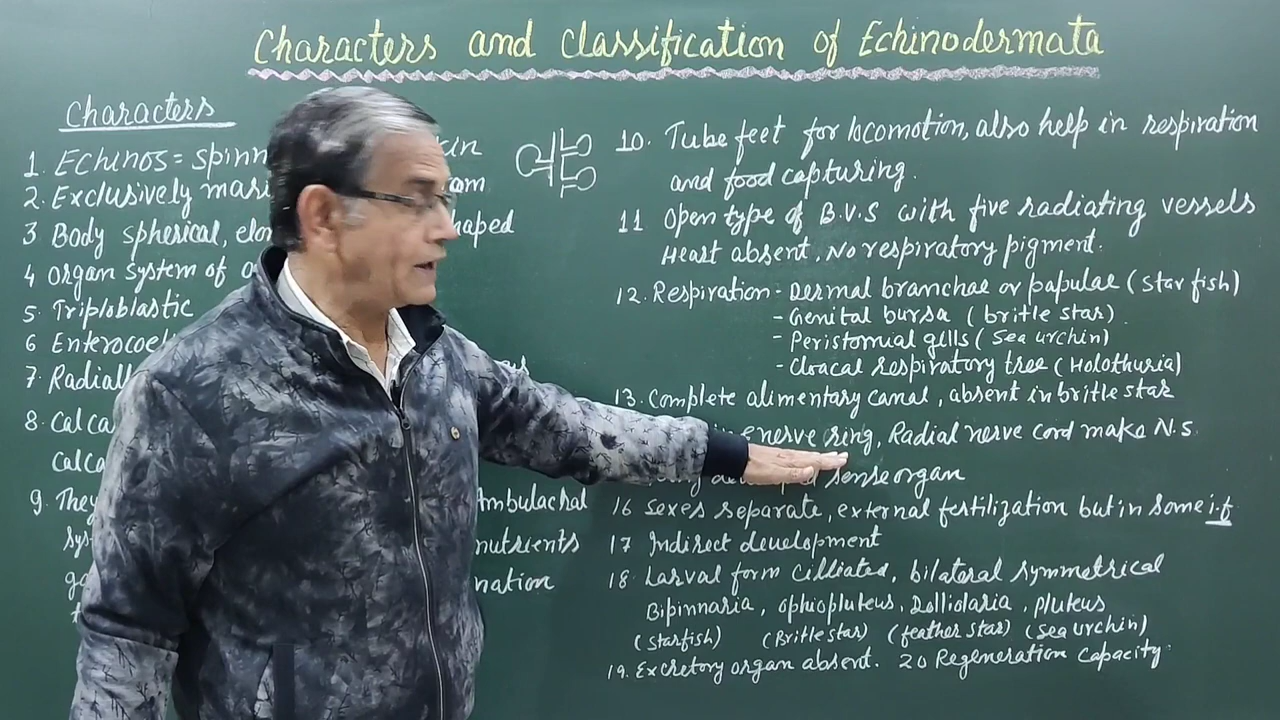 Characters and Classification of Echinodermata
Characters
1. Echinos = spinn
2. Exclusively mari
3 Body spherical, elon haped
4 Organ system of
5. Triploblastic
6 Enterocoel
7. Radiall
8. Calca
Calca
9. They Ambulachal
sys nutrients
ga nation
10. Tube feet for locomotion, also help in respiration
and food capturing.
11 Open type of B.V.S with five radiating vessels
Heart absent, No respiratory pigment.
12. Respiration - Dermal branchae or papulae (Star fish)
- Genital bursa (britle star)
- Peristomial gills (Sea urchin)
- Cloacal respiratory tree (Holothuria)
13. Complete alimentary canal, absent in britle star
nerve ring, Radial nerve cord make N.S.
sense organ
16 Sexes separate, external fertilization but in some i.f
17 Indirect development
18. Larval form cilliated, bilateral symmetrical
Bipinnaria, ophiopluteus, Dolliolaria, pluteus
(starfish) (Britle star) (feather star) (sea urchin)
19. Excretory organ absent. 20 Regeneration capacity.